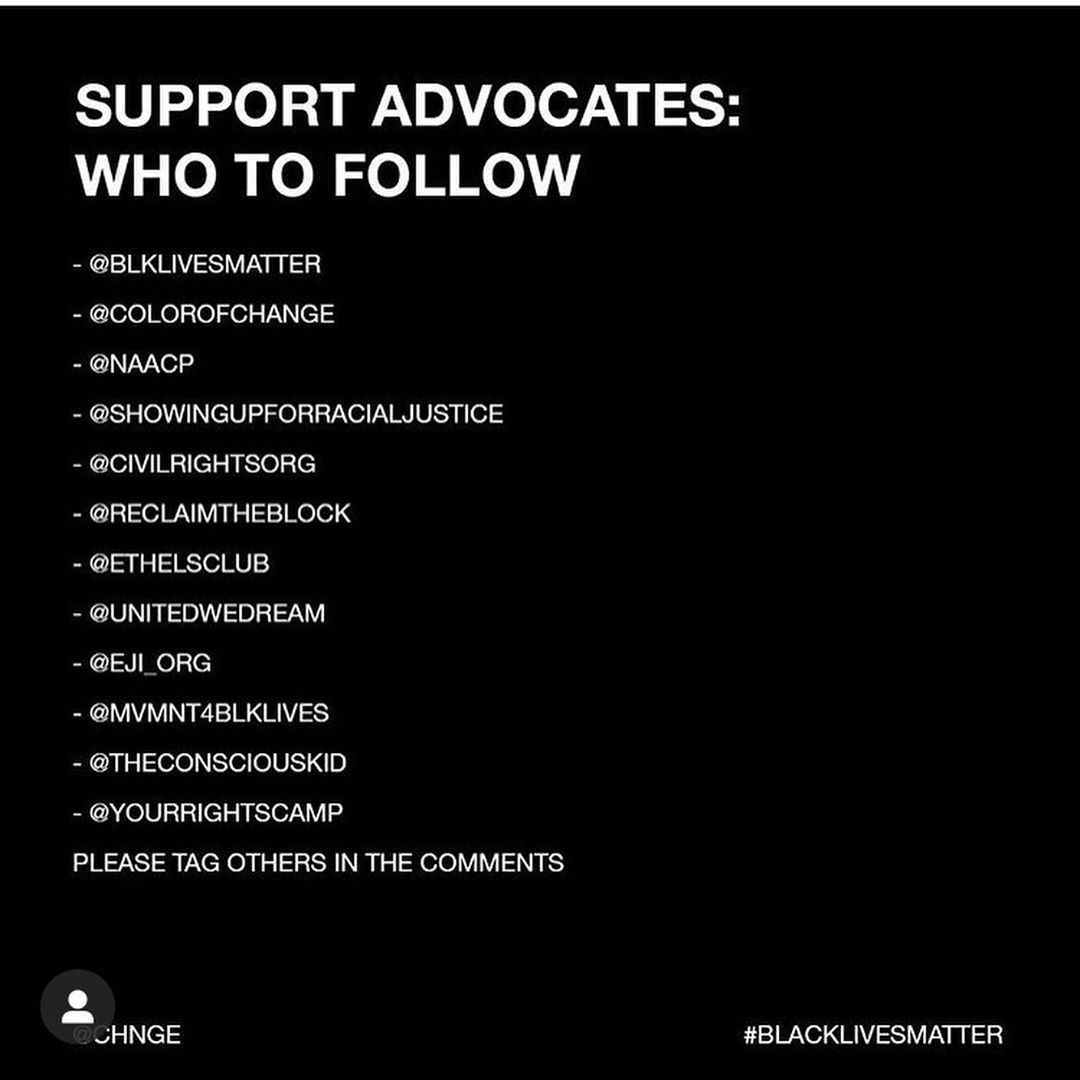 SUPPORT ADVOCATES:
WHO TO FOLLOW
- @BLKLIVESMATTER
- @COLOROFCHANGE
- @NAACP
- @SHOWINGUPFORRACIALJUSTICE
- @CIVILRIGHTSORG
- @RECLAIMTHEBLOCK
- @ETHELSCLUB
- @UNITEDWEDREAM
- @EJI_ORG
- @MVMNT4BLKLIVES
- @THECONSCIOUSKID
- @YOURRIGHTSCAMP
PLEASE TAG OTHERS IN THE COMMENTS
@CHNGE
#BLACKLIVESMATTER